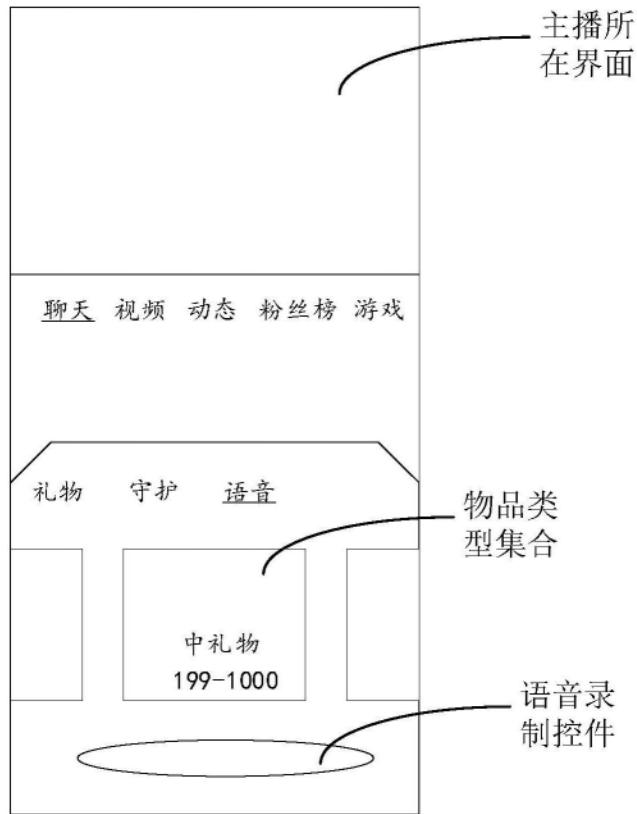 主播所
在界面
聊天 视频 动态 粉丝榜 游戏
礼物 守护 语音
物品类
型集合
中礼物
199-1000
语音录
制控件